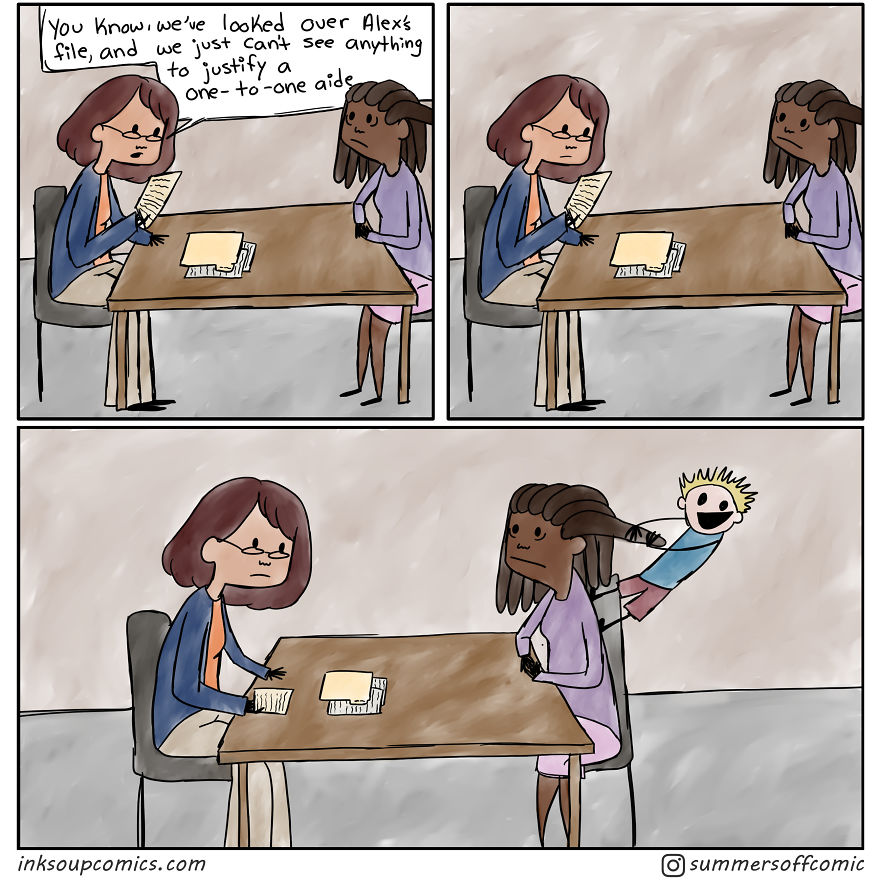 You know, we've looked over Alex's
file, and we just can't see anything
to justify a
one-to-one aide
inksoupcomics.com
summersoffcomic